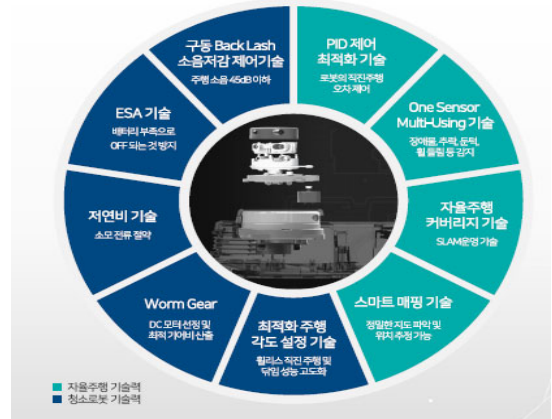 구동 Back Lash
소음저감 제어기술
주행 소음 45dB 이하
PID 제어
최적화 기술
로봇의 직진주행
오차 제어
One Sensor
Multi-Using 기술
장애물, 추락, 문턱,
휠 들림 등 감지
자율주행
커버리지 기술
SLAM운영 기술
스마트 매핑 기술
정밀한 지도 파악 및
위치 추정 가능
최적화 주행
각도 설정 기술
휠리스 직진 주행 및
닦임 성능 고도화
Worm Gear
DC 모터 선정 및
최적 기어비 산출
저연비 기술
소모 전류 절약
ESA 기술
배터리 부족으로
OFF 되는 것 방지
자율주행 기술력
청소로봇 기술력